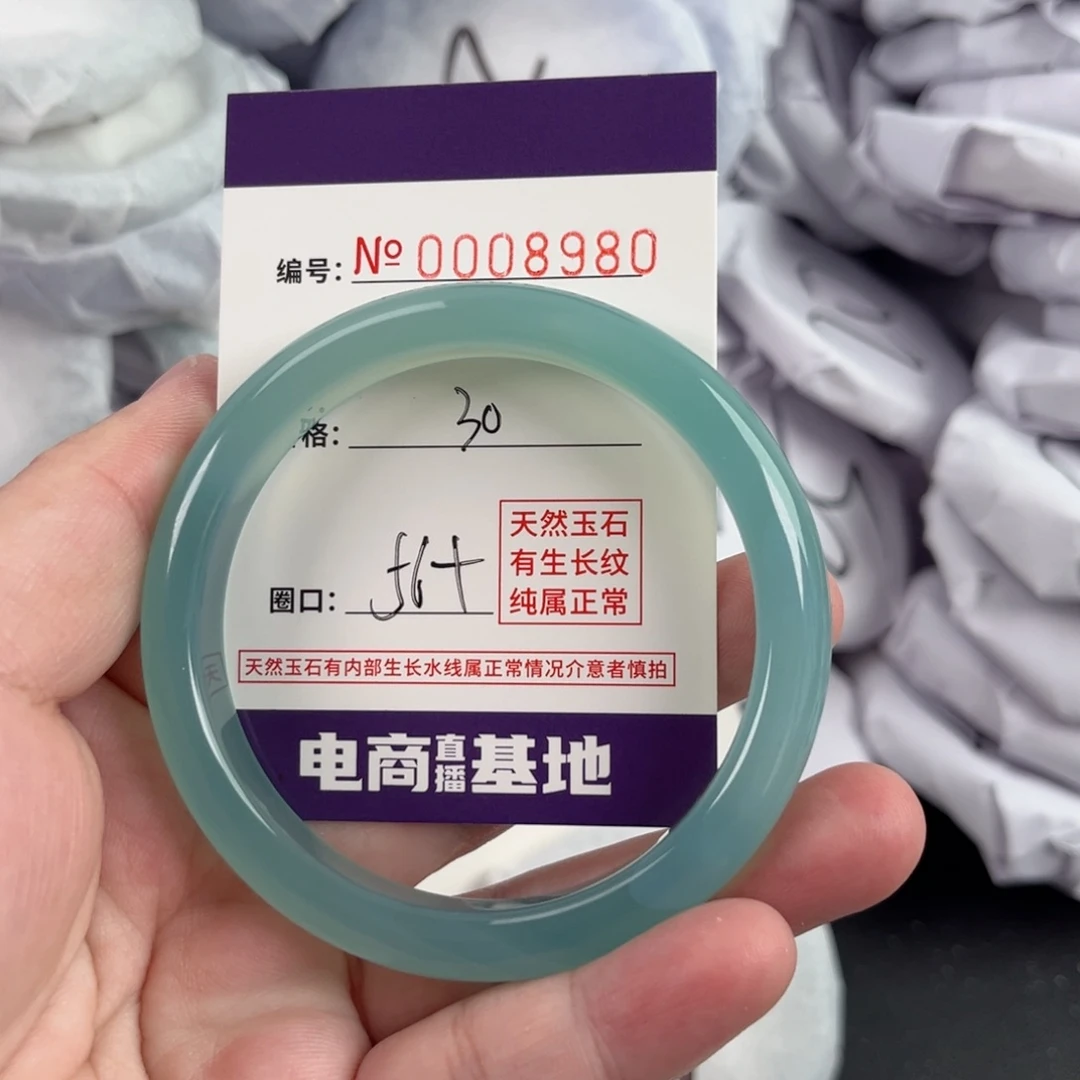 编号: № 0008980
格: 30
天然玉石
有生长纹
纯属正常
圈口: 56+
天然玉石有内部生长水线属正常情况介意者慎拍
电商直播基地